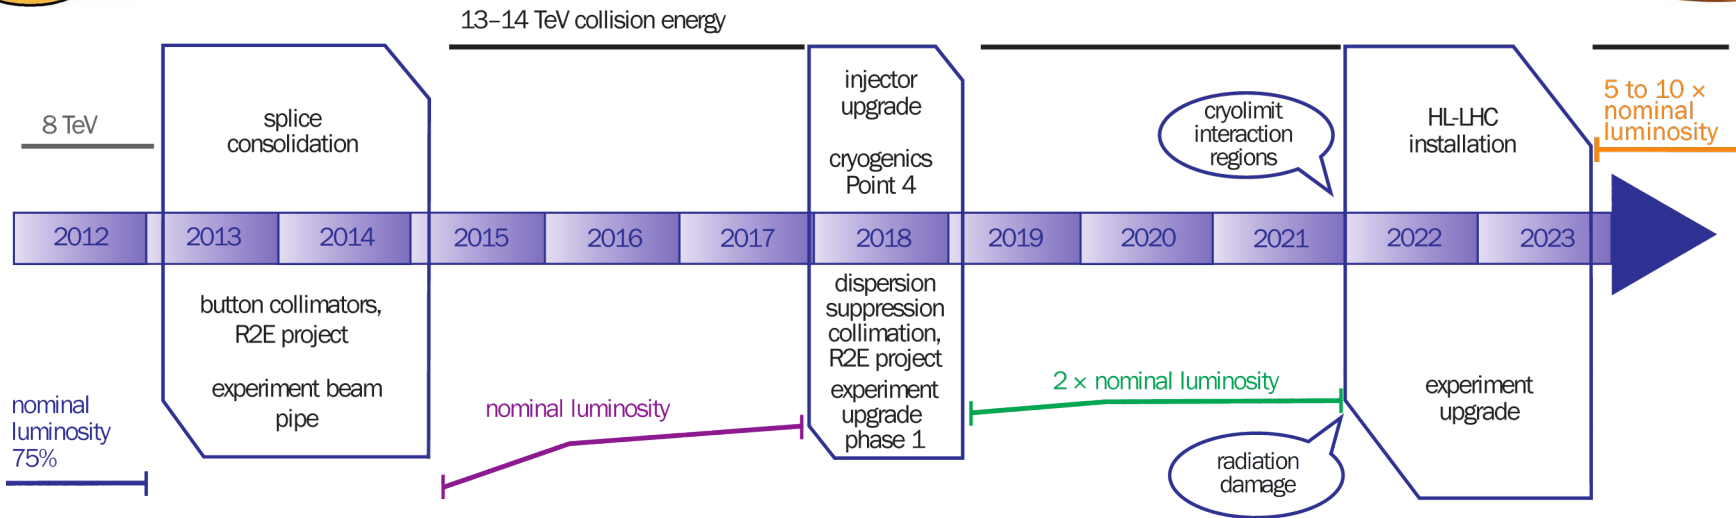 13–14 TeV collision energy
8 TeV
splice
consolidation
injector
upgrade
cryogenics
Point 4
cryolimit
interaction
regions
HL-LHC
installation
5 to 10 ×
nominal
luminosity
2012
2013
2014
2015
2016
2017
2018
2019
2020
2021
2022
2023
nominal
luminosity
75%
button collimators,
R2E project
experiment beam
pipe
nominal luminosity
dispersion
suppression
collimation,
R2E project
experiment
upgrade
phase 1
2 × nominal luminosity
radiation
damage
experiment
upgrade